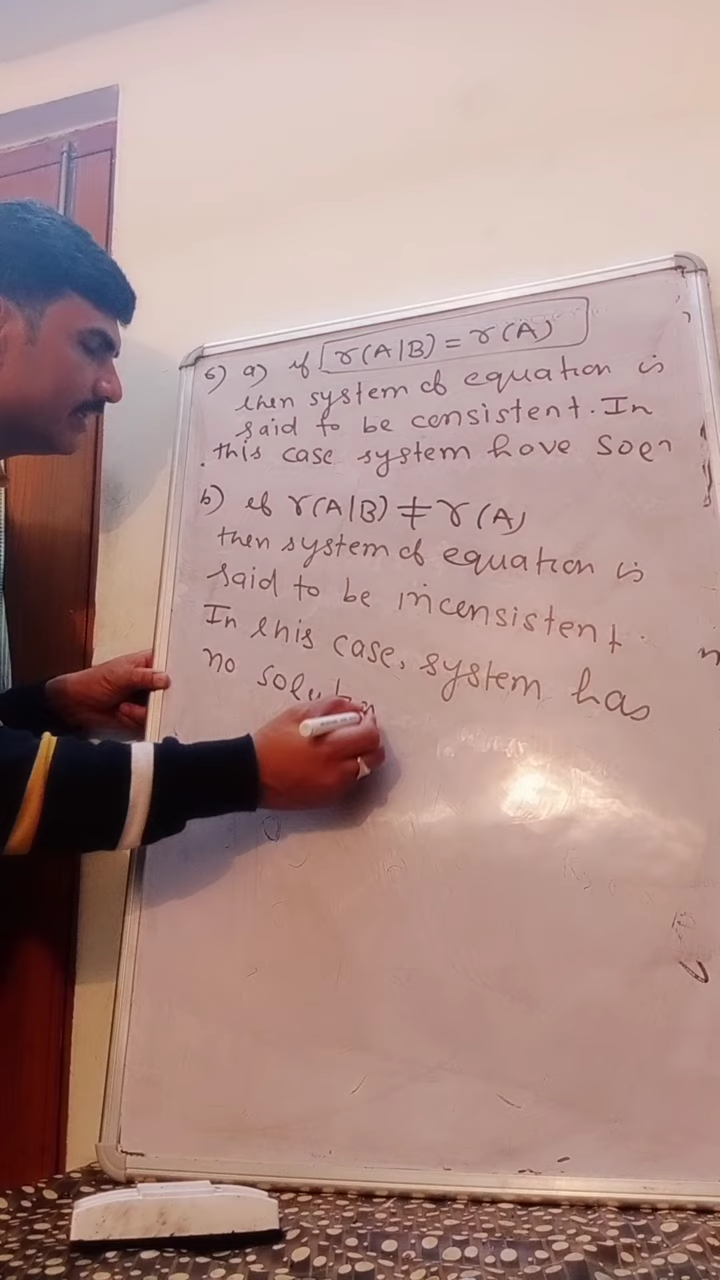 6) a) if r(A|B) = r(A)
then system of equation is
said to be consistent. In
this case system have soln
b) if r(A|B) ≠ r(A)
then system of equation is
said to be inconsistent.
In this case, system has
no solutin